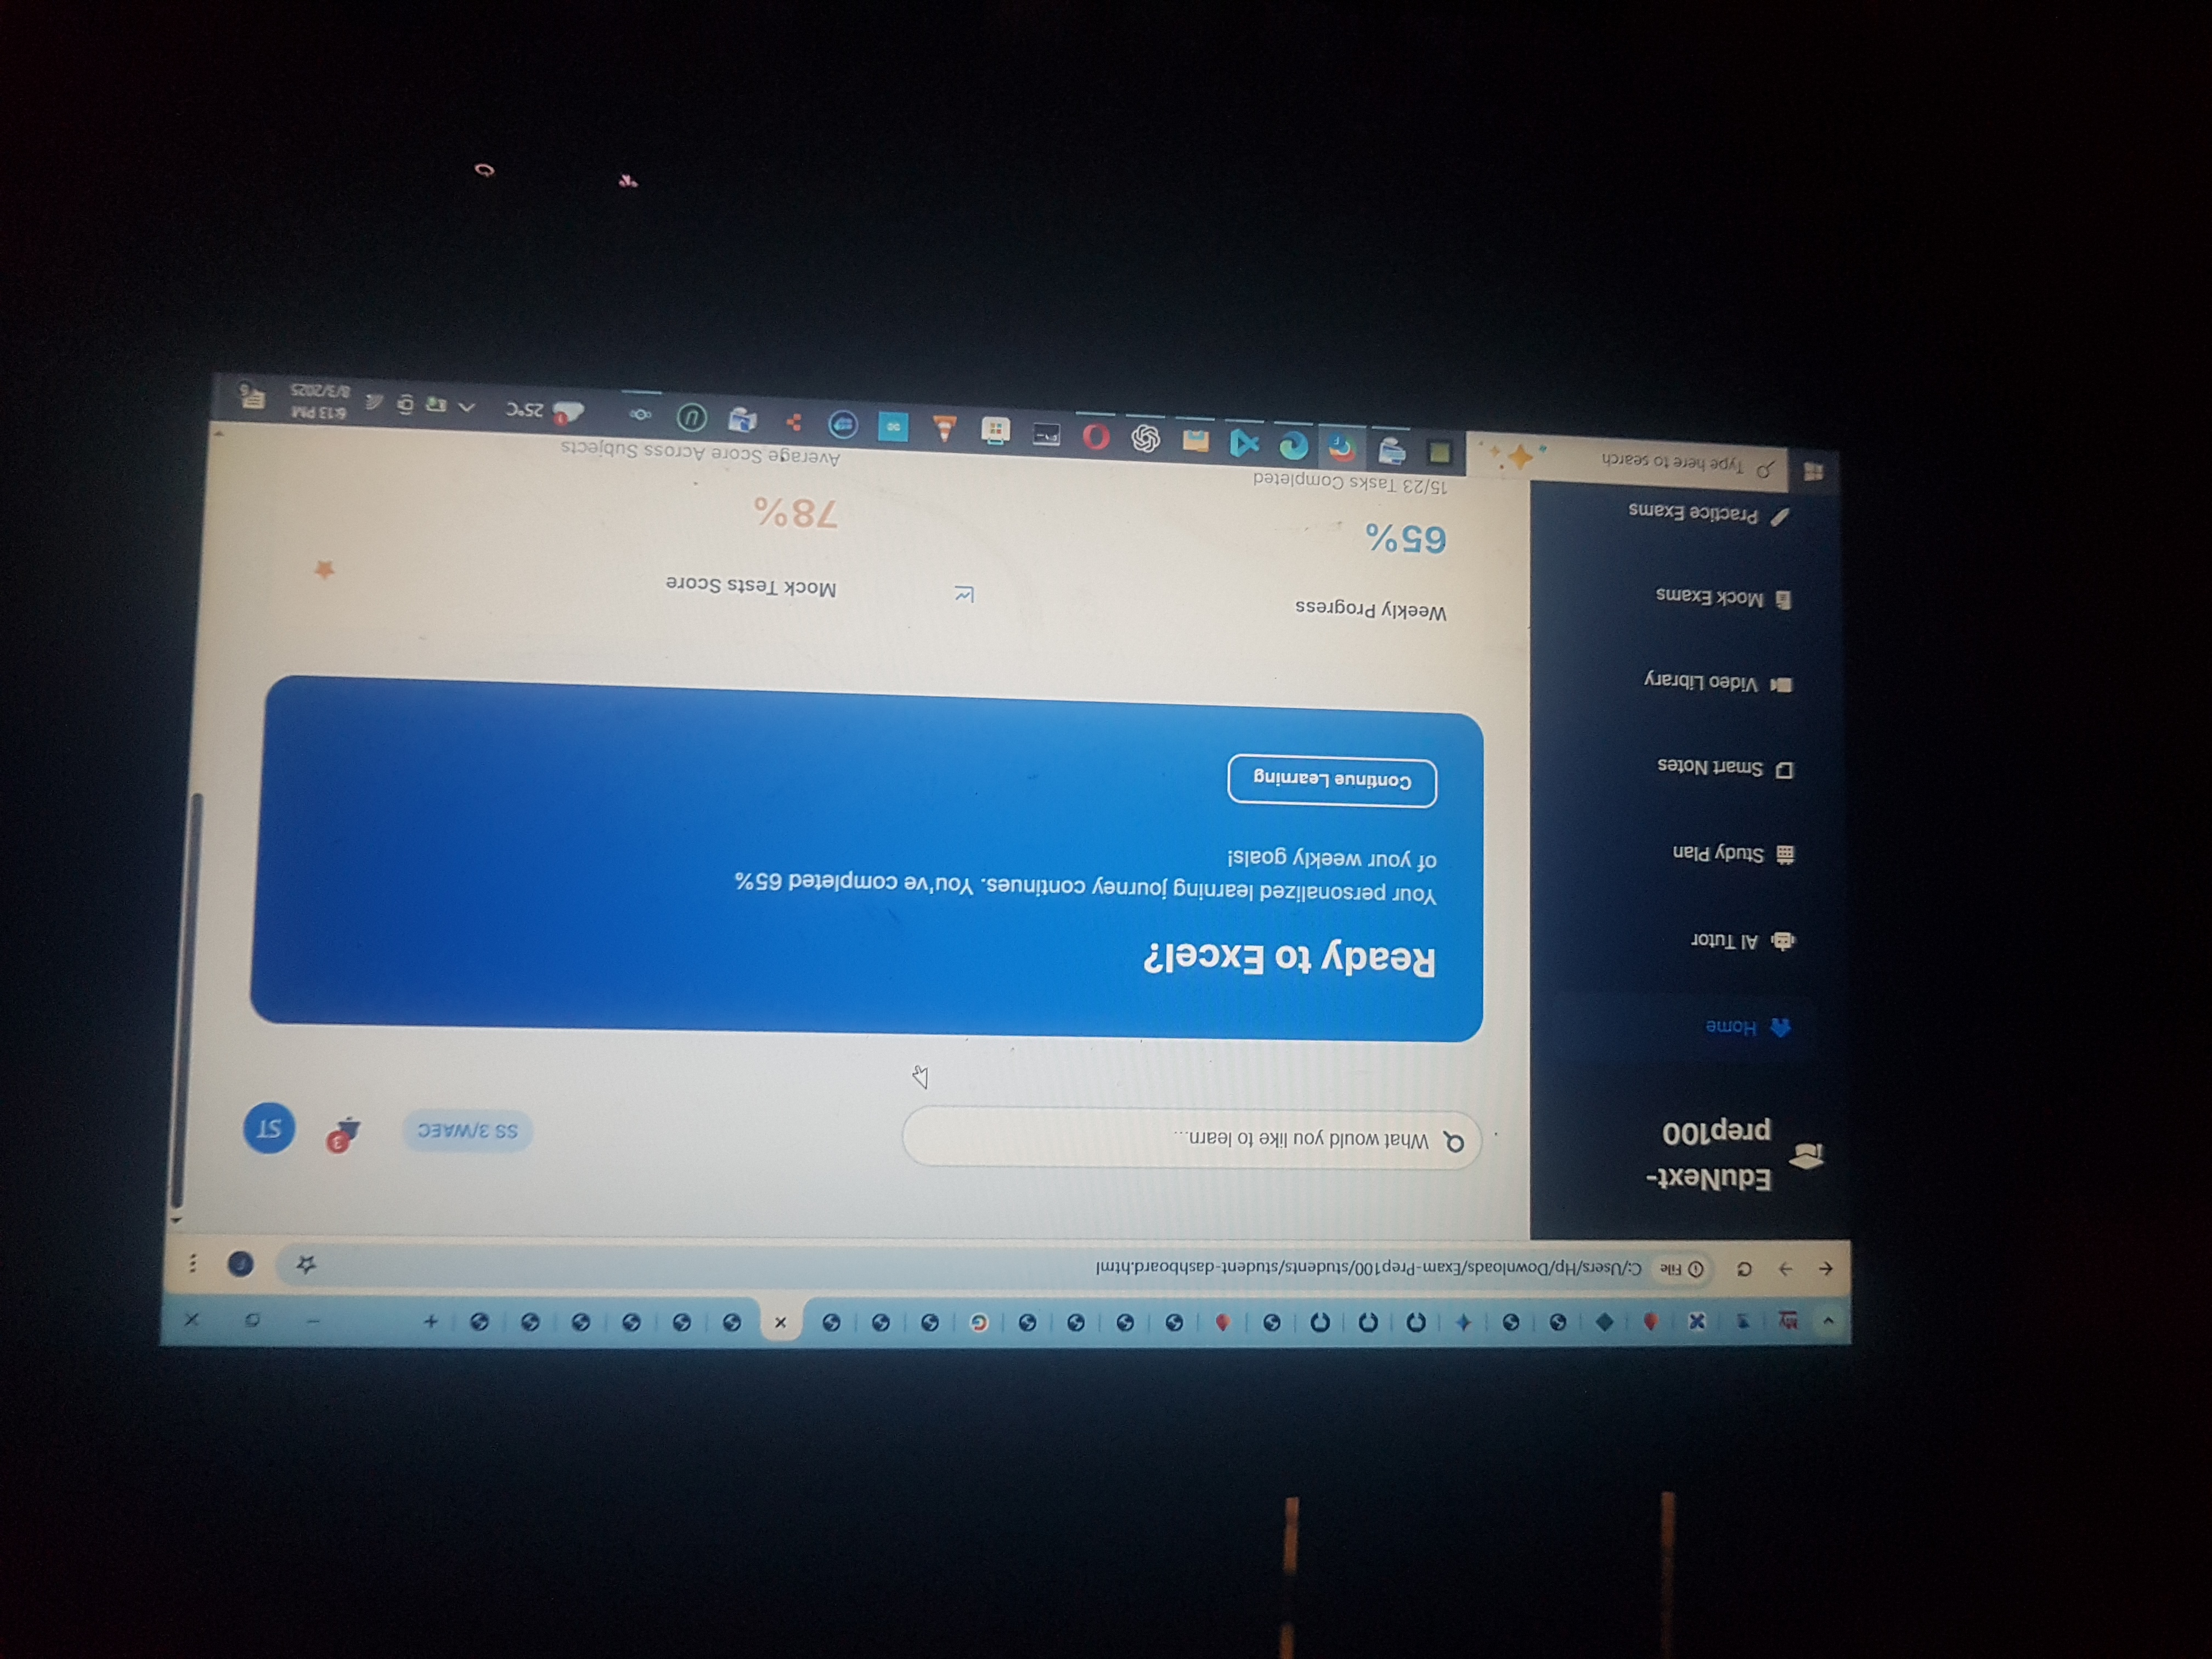 File C:/Users/Hp/Downloads/Exam-Prep100/students/student-dashboard.html
EduNext-
prep100
What would you like to learn...
SS 3/WAEC
3
ST
Home
AI Tutor
Study Plan
Smart Notes
Video Library
Mock Exams
Practice Exams
Ready to Excel?
Your personalized learning journey continues. You've completed 65%
of your weekly goals!
Continue Learning
Weekly Progress
65%
15/23 Tasks Completed
Mock Tests Score
78%
Average Score Across Subjects
Type here to search
25°C
6:13 PM
8/3/2025